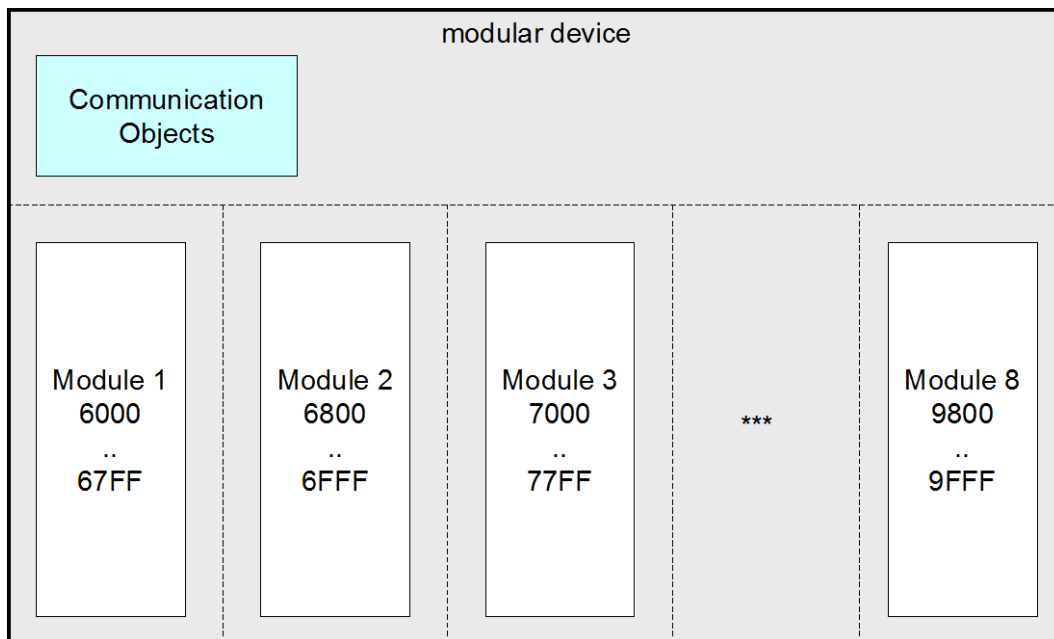 modular device
Communication
Objects
Module 1
6000
..
67FF
Module 2
6800
..
6FFF
Module 3
7000
..
77FF
***
Module 8
9800
..
9FFF